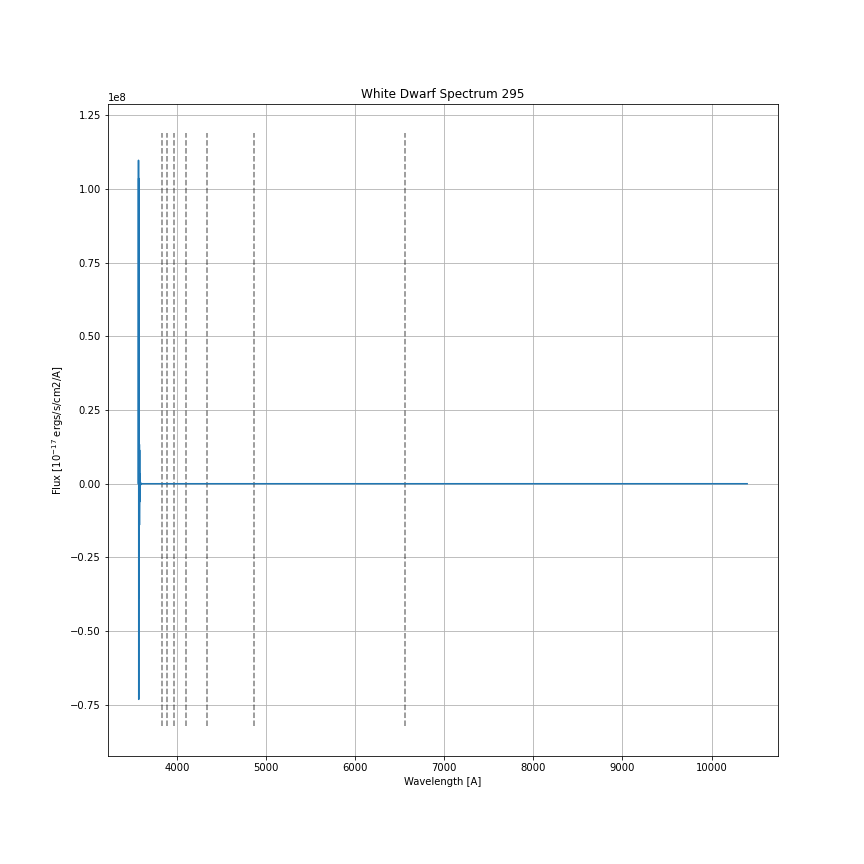 White Dwarf Spectrum 295
1e8
1.25
1.00
0.75
0.50
0.25
0.00
−0.25
−0.50
−0.75
Flux [10⁻¹⁷ ergs/s/cm2/A]
4000 5000 6000 7000 8000 9000 10000
Wavelength [A]